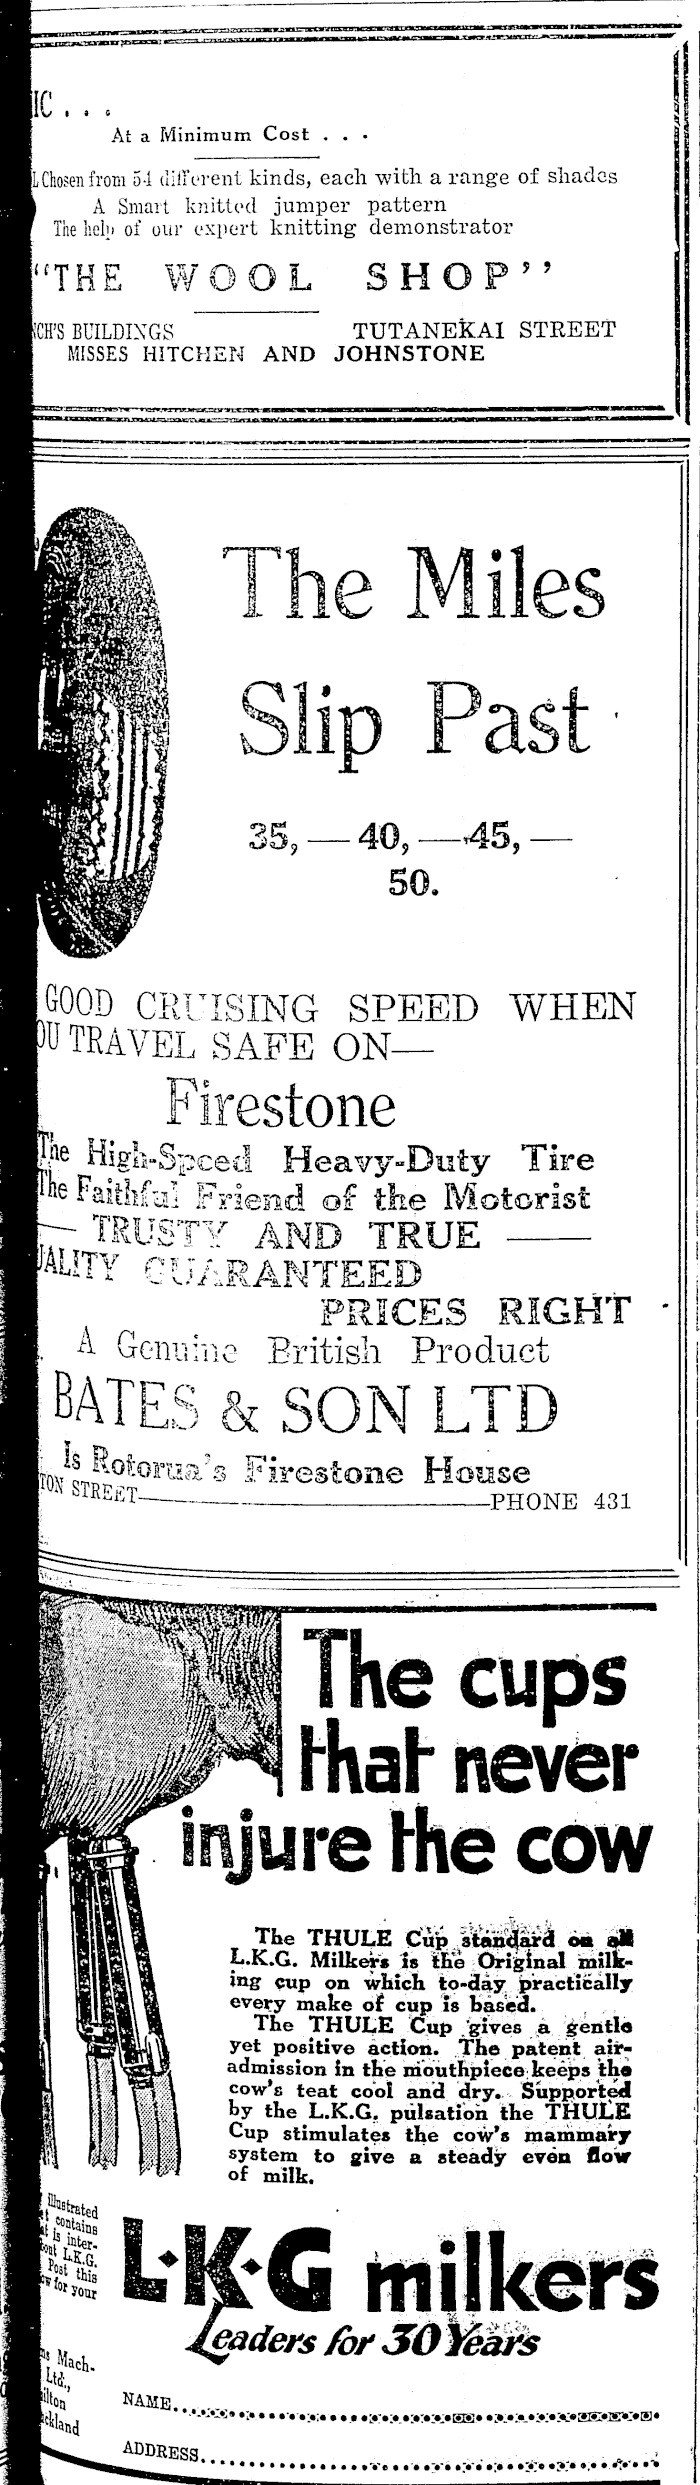 IC . . .
At a Minimum Cost . . .
Chosen from 54 different kinds, each with a range of shades
A Smart knitted jumper pattern
The help of our expert knitting demonstrator
"THE WOOL SHOP"
NCH'S BUILDINGS TUTANEKAI STREET
MISSES HITCHEN AND JOHNSTONE
The Miles
Slip Past
35, — 40, — 45, —
50.
GOOD CRUISING SPEED WHEN
OU TRAVEL SAFE ON—
Firestone
The High-Speed Heavy-Duty Tire
The Faithful Friend of the Motorist
— TRUSTY AND TRUE —
UALITY GUARANTEED
PRICES RIGHT
A Genuine British Product
BATES & SON LTD
Is Rotorua's Firestone House
TON STREET—PHONE 431
The cups
that never
injure the cow
The THULE Cup standard on all
L.K.G. Milkers is the Original milk-
ing cup on which to-day practically
every make of cup is based.
The THULE Cup gives a gentle
yet positive action. The patent air-
admission in the mouthpiece keeps the
cow's teat cool and dry. Supported
by the L.K.G. pulsation the THULE
Cup stimulates the cow's mammary
system to give a steady even flow
of milk.
illustrated
et contains
at is inter-
out L.K.G.
Post this
ow for your
L·K·G milkers
Leaders for 30 Years
ns Mach-
Ltd.,
ilton
ckland
NAME
ADDRESS